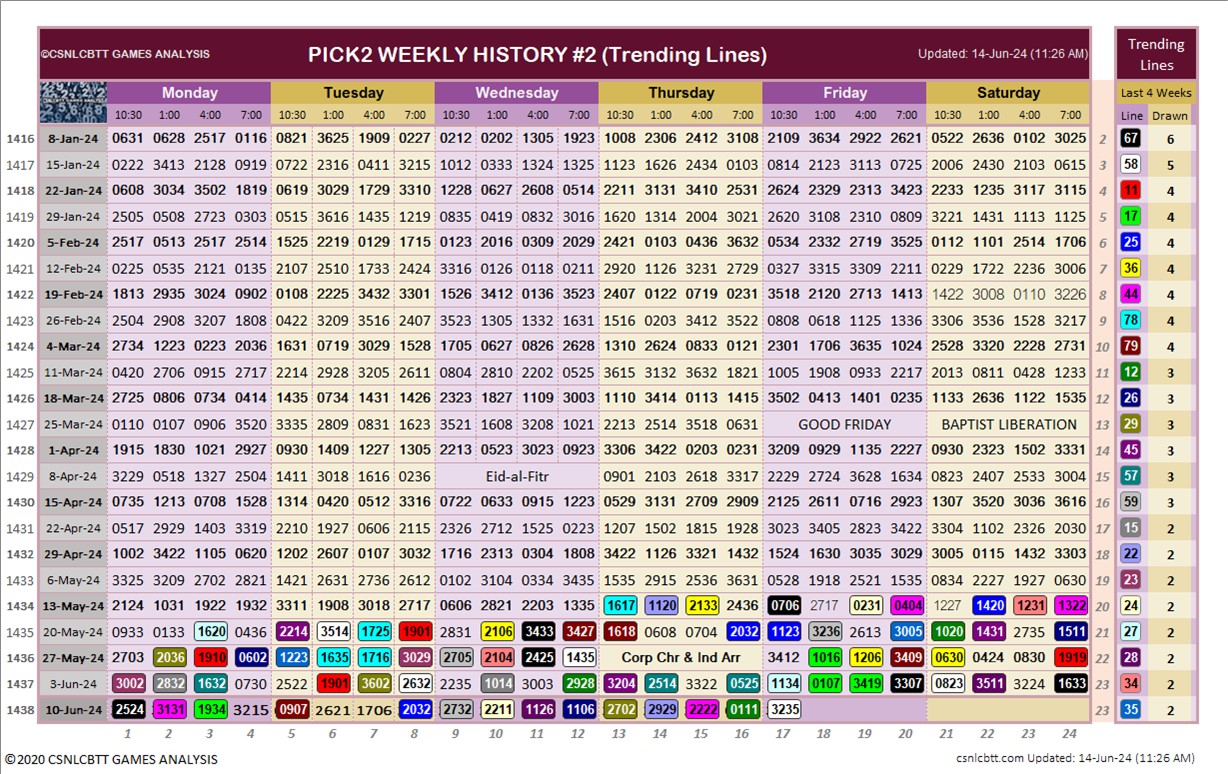 ©CSNLCBTT GAMES ANALYSIS PICK2 WEEKLY HISTORY #2 (Trending Lines) Updated: 14-Jun-24 (11:26 AM) Trending Lines
Monday Tuesday Wednesday Thursday Friday Saturday Last 4 Weeks
10:30 1:00 4:00 7:00 10:30 1:00 4:00 7:00 10:30 1:00 4:00 7:00 10:30 1:00 4:00 7:00 10:30 1:00 4:00 7:00 10:30 1:00 4:00 7:00 Line Drawn
1416 8-Jan-24 0631 0628 2517 0116 0821 3625 1909 0227 0212 0202 1305 1923 1008 2306 2412 3108 2109 3634 2922 2621 0522 2636 0102 3025 2 67 6
1417 15-Jan-24 0222 3413 2128 0919 0722 2316 0411 3215 1012 0333 1324 1325 1123 1626 2434 0103 0814 2123 3113 0725 2006 2430 2103 0615 3 58 5
1418 22-Jan-24 0608 3034 3502 1819 0619 3029 1729 3310 1228 0627 2608 0514 2211 3131 3410 2531 2624 2329 2313 3423 2233 1235 3117 3115 4 11 4
1419 29-Jan-24 2505 0508 2723 0303 0515 3616 1435 1219 0835 0419 0832 3016 1620 1314 2004 3021 2620 3108 2310 0809 3221 1431 1113 1125 5 17 4
1420 5-Feb-24 2517 0513 2517 2514 1525 2219 0129 1715 0123 2016 0309 2029 2421 0103 0436 3632 0534 2332 2719 3525 0112 1101 2514 1706 6 25 4
1421 12-Feb-24 0225 0535 2121 0135 2107 2510 1733 2424 3316 0126 0118 0211 2920 1126 3231 2729 0327 3315 3309 2211 0229 1722 2236 3006 7 36 4
1422 19-Feb-24 1813 2935 3024 0902 0108 2225 3432 3301 1526 3412 0136 3523 2407 0122 0719 0231 3518 2120 2713 1413 1422 3008 0110 3226 8 44 4
1423 26-Feb-24 2504 2908 3207 1808 0422 3209 3516 2407 3523 1305 1332 1631 1516 0203 3412 3522 0808 0618 1125 1336 3306 3536 1528 3217 9 78 4
1424 4-Mar-24 2734 1223 0223 2036 1631 0719 3029 1528 1705 0627 0826 2628 1310 2624 0833 0121 2301 1706 3635 1024 2528 3320 2228 2731 10 79 4
1425 11-Mar-24 0420 2706 0915 2717 2214 2928 3205 2611 0804 2810 2202 0525 3615 3132 3632 1821 1005 1908 0933 2217 2013 0811 0428 1233 11 12 3
1426 18-Mar-24 2725 0806 0734 0414 1435 0734 1431 1426 2323 1827 1109 3003 1110 3414 0113 1415 3502 0413 1401 0235 1133 2636 1122 1535 12 26 3
1427 25-Mar-24 0110 0107 0906 3520 3335 2809 0831 1623 3521 1608 3208 1021 2213 2514 3518 0631 GOOD FRIDAY BAPTIST LIBERATION 13 29 3
1428 1-Apr-24 1915 1830 1021 2927 0930 1409 1227 1305 2213 0523 3023 0923 3306 3422 0203 0231 3209 0929 1135 2227 0930 2323 1502 3331 14 45 3
1429 8-Apr-24 3229 0518 1327 2504 1411 3018 1616 0236 Eid-al-Fitr 0901 2103 2618 3317 2229 2724 3628 1634 0823 2407 2533 3004 15 57 3
1430 15-Apr-24 0735 1213 0708 1528 1314 0420 0512 3316 0722 0633 0915 1223 0529 3131 2709 2909 2125 2611 0716 2923 1307 3520 3036 3616 16 59 3
1431 22-Apr-24 0517 2929 1403 3319 2210 1927 0606 2115 2326 2712 1525 0223 1207 1502 1815 1928 3023 3405 2823 3422 3304 1102 2326 2030 17 15 2
1432 29-Apr-24 1002 3422 1105 0620 1202 2607 0107 3032 1716 2313 0304 1808 3422 1126 3321 1432 1524 1630 3035 3029 3005 0115 1432 3303 18 22 2
1433 6-May-24 3325 3209 2702 2821 1421 2631 2736 2612 0102 3104 0334 3435 1535 2915 2536 3631 0528 1918 2521 1535 0834 2227 1927 0630 19 23 2
1434 13-May-24 2124 1031 1922 1932 3311 1908 3018 2717 0606 2821 2203 1335 1617 1120 2133 2436 0706 2717 0231 0404 1227 1420 1231 1322 20 24 2
1435 20-May-24 0933 0133 1620 0436 2214 3514 1725 1901 2831 2106 3433 3427 1618 0608 0704 2032 1123 3236 2613 3005 1020 1431 2735 1511 21 27 2
1436 27-May-24 2703 2036 1910 0602 1223 1635 1716 3029 2705 2104 2425 1435 Corp Chr & Ind Arr 3412 1016 1206 3409 0630 0424 0830 1919 22 28 2
1437 3-Jun-24 3002 2832 1632 0730 2522 1901 3602 2632 2235 1014 3003 2928 3204 2514 3322 0525 1134 0107 3419 3307 0823 3511 3224 1633 23 34 2
1438 10-Jun-24 2524 3131 1934 3215 0907 2621 1706 2032 2732 2211 1126 1106 2702 2929 2222 0111 3235 23 35 2
1 2 3 4 5 6 7 8 9 10 11 12 13 14 15 16 17 18 19 20 21 22 23 24
©2020 CSNLCBTT GAMES ANALYSIS csnlcbtt.com Updated: 14-Jun-24 (11:26 AM)